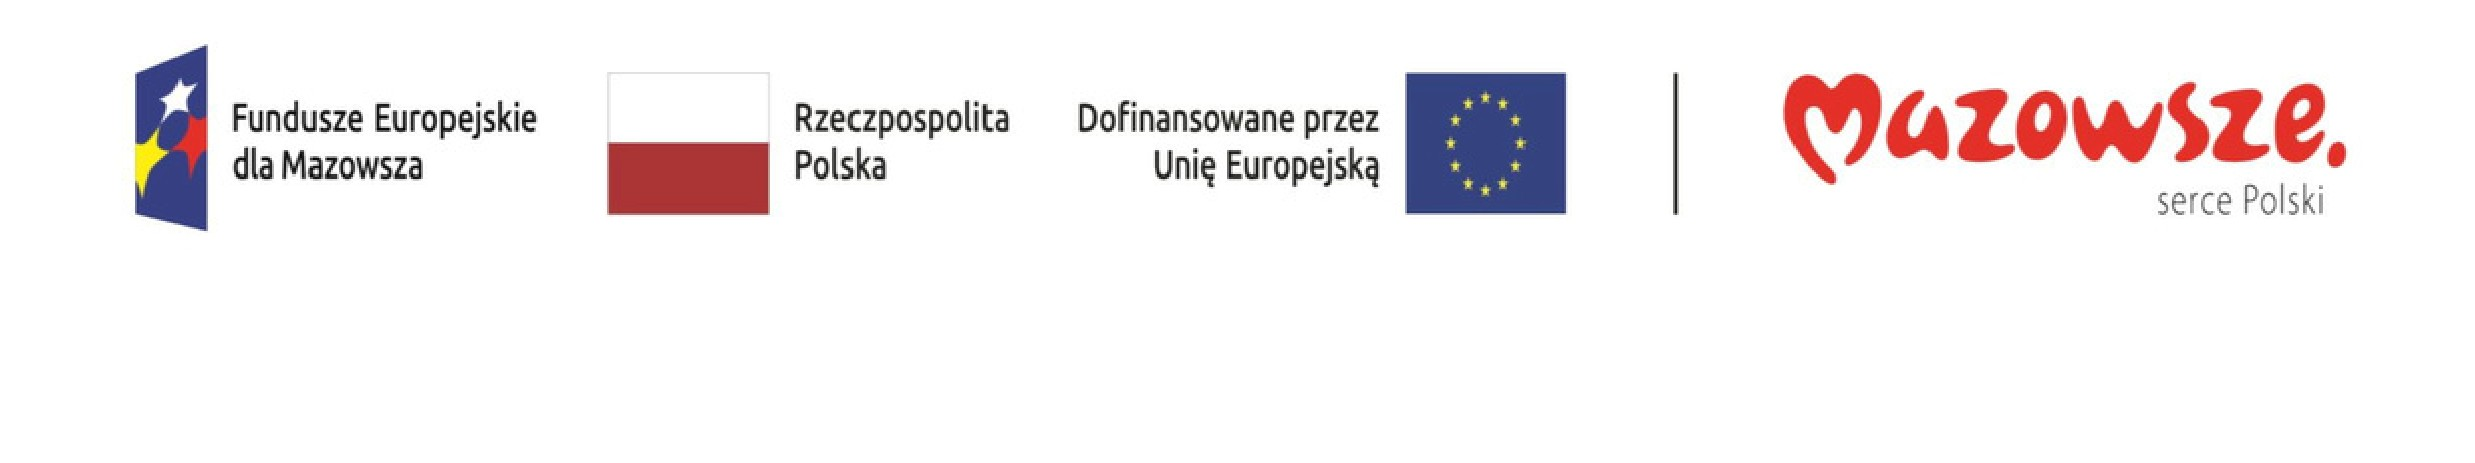 Fundusze Europejskie
dla Mazowsza
Rzeczpospolita
Polska
Dofinansowane przez
Unię Europejską
Mazowsze.
serce Polski